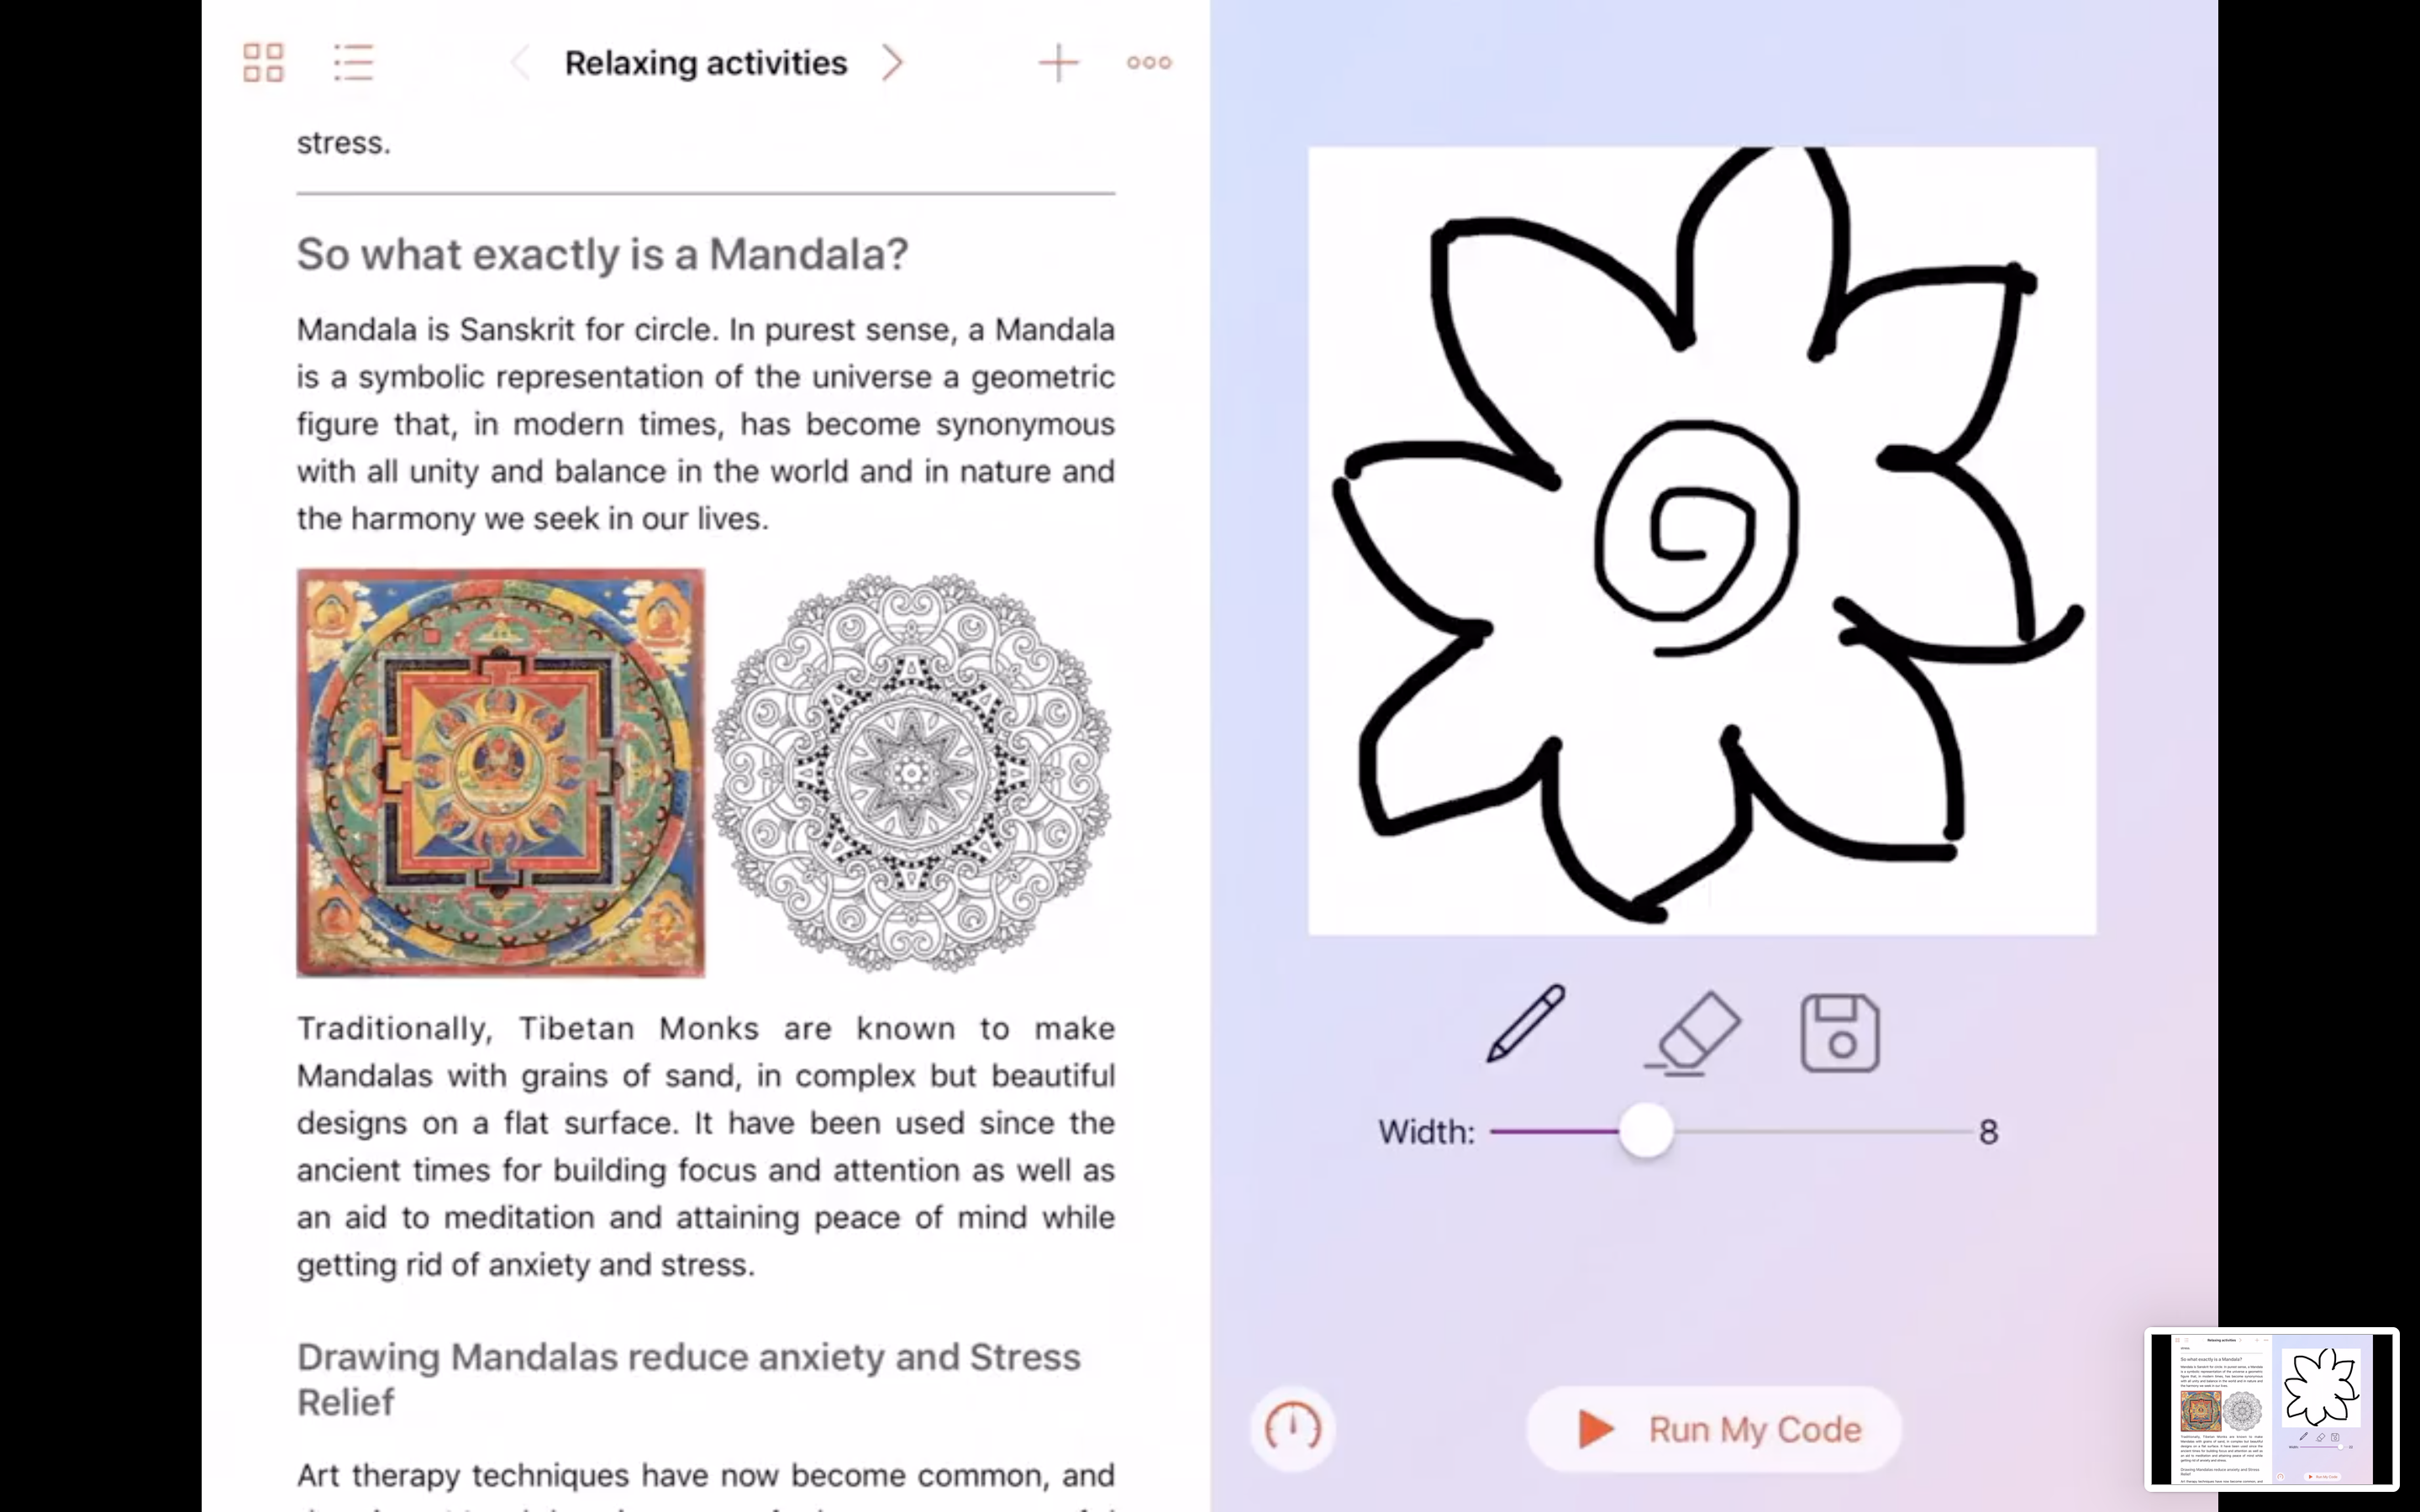 Relaxing activities
stress.
So what exactly is a Mandala?
Mandala is Sanskrit for circle. In purest sense, a Mandala
is a symbolic representation of the universe a geometric
figure that, in modern times, has become synonymous
with all unity and balance in the world and in nature and
the harmony we seek in our lives.
Traditionally, Tibetan Monks are known to make
Mandalas with grains of sand, in complex but beautiful
designs on a flat surface. It have been used since the
ancient times for building focus and attention as well as
an aid to meditation and attaining peace of mind while
getting rid of anxiety and stress.
Drawing Mandalas reduce anxiety and Stress
Relief
Art therapy techniques have now become common, and
Width: 8
Run My Code